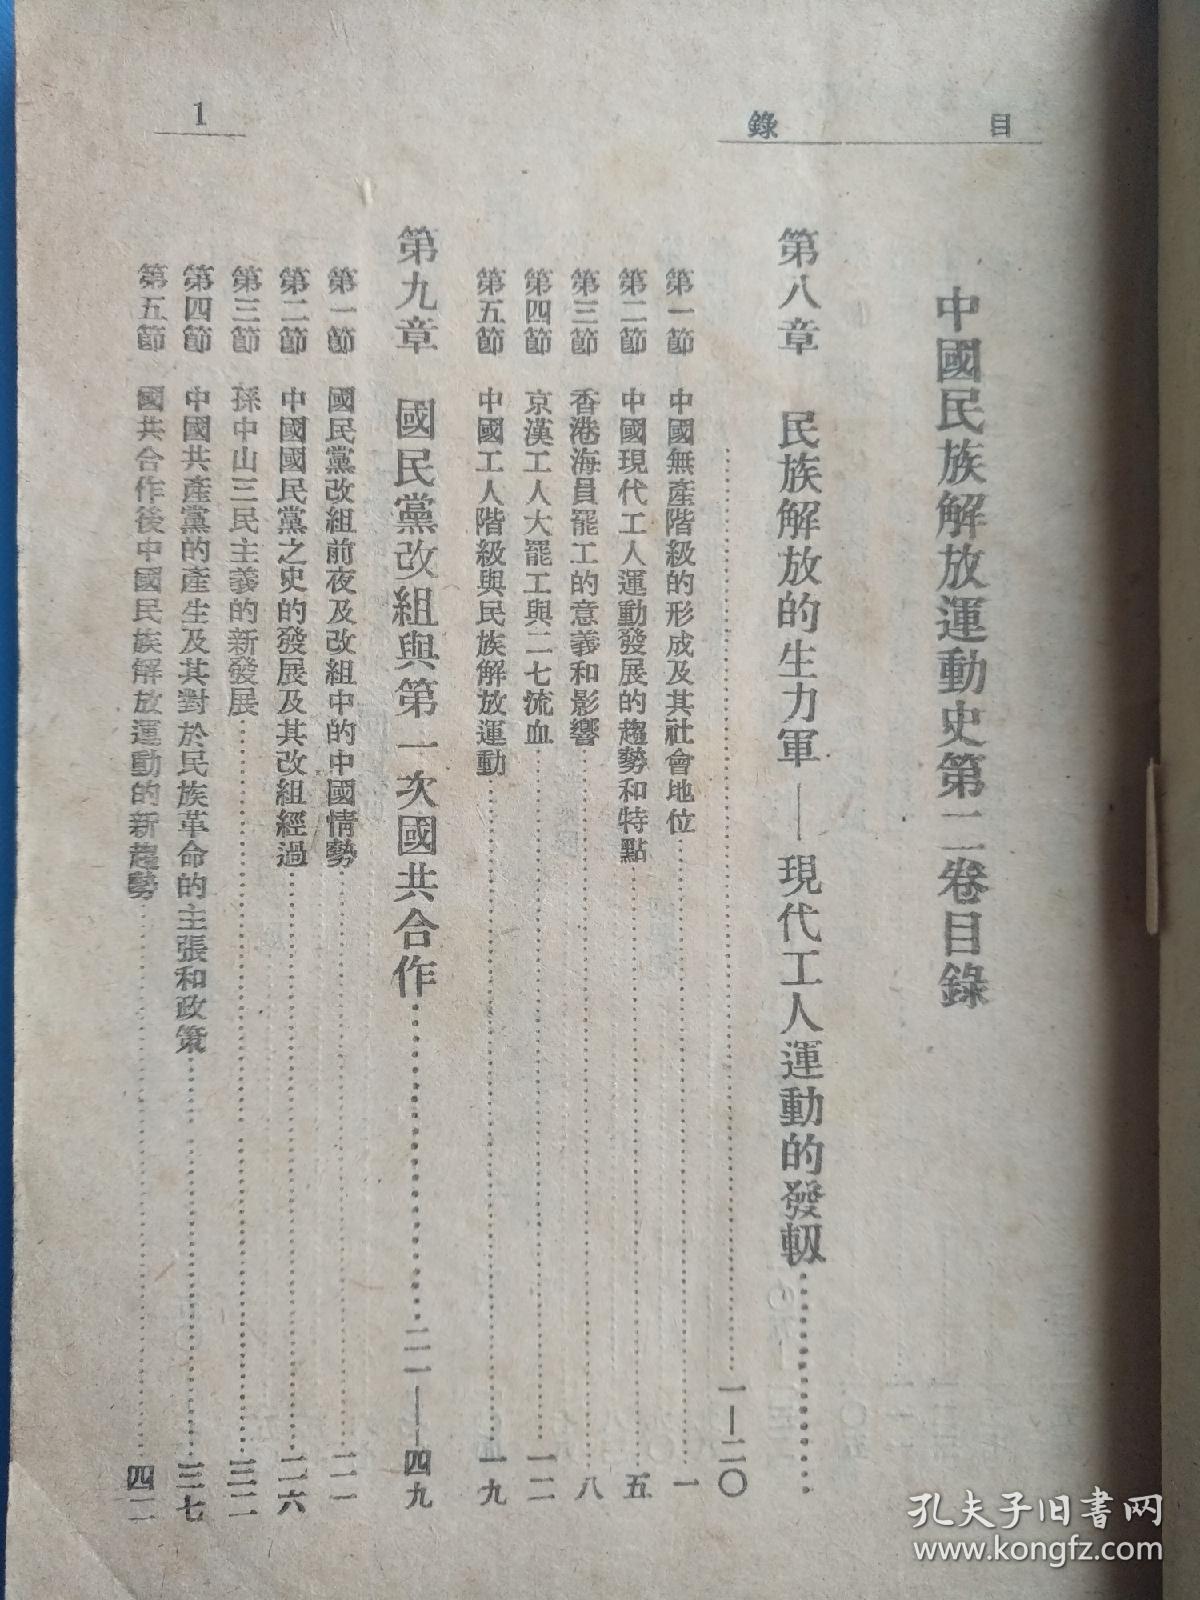 目錄
1
中國民族解放運動史第二卷目錄
第八章 民族解放的生力軍——現代工人運動的發軔…………
…………一—二〇
第一節 中國無產階級的形成及其社會地位…………一
第二節 中國現代工人運動發展的趨勢和特點…………五
第三節 香港海員罷工的意義和影響…………八
第四節 京漢工人大罷工與二七流血…………一二
第五節 中國工人階級與民族解放運動…………一九
第九章 國民黨改組與第一次國共合作…………二一—四九
第一節 國民黨改組前夜及改組中的中國情勢…………二一
第二節 中國國民黨之史的發展及其改組經過…………二六
第三節 孫中山三民主義的新發展…………三二
第四節 中國共產黨的產生及其對於民族革命的主張和政策…………三七
第五節 國共合作後中國民族解放運動的新趨勢…………四二
孔夫子旧书网
www.kongfz.com